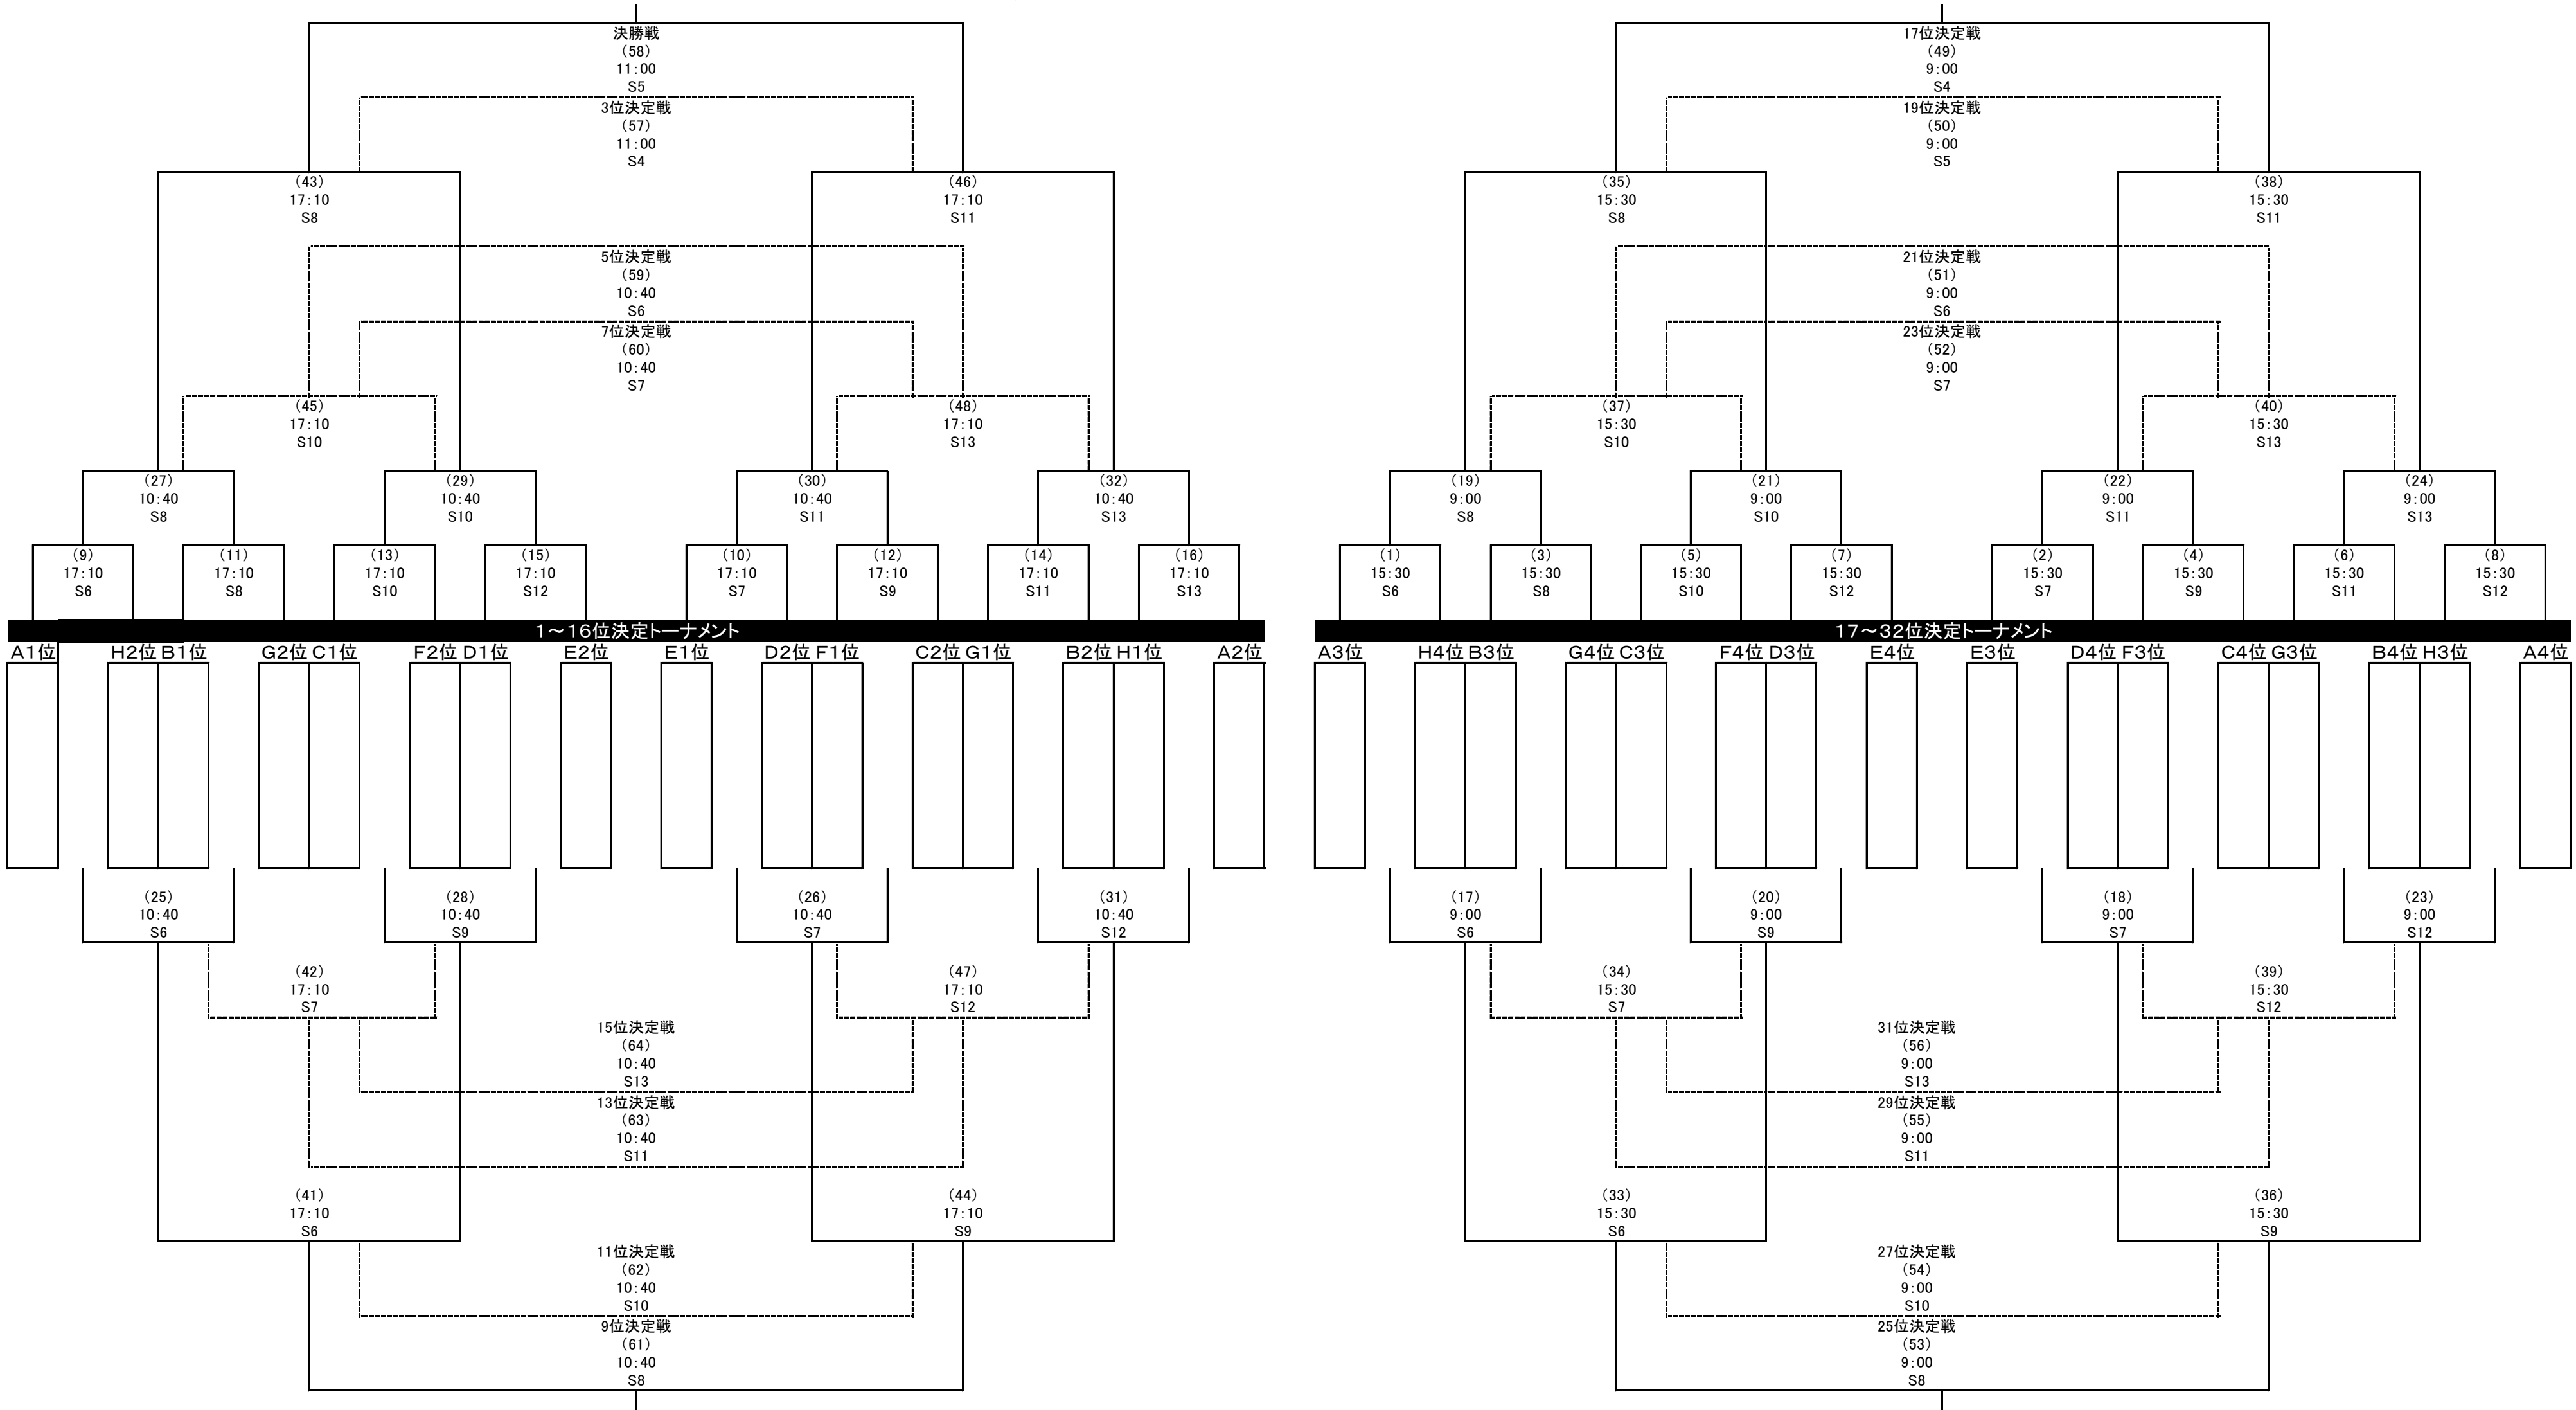 決勝戦
(58)
11:00
S5
3位決定戦
(57)
11:00
S4
(43)
17:10
S8
(46)
17:10
S11
5位決定戦
(59)
10:40
S6
7位決定戦
(60)
10:40
S7
(45)
17:10
S10
(48)
17:10
S13
(27)
10:40
S8
(29)
10:40
S10
(30)
10:40
S11
(32)
10:40
S13
(9)
17:10
S6
(11)
17:10
S8
(13)
17:10
S10
(15)
17:10
S12
(10)
17:10
S7
(12)
17:10
S9
(14)
17:10
S11
(16)
17:10
S13
1～16位決定トーナメント
A1位 H2位 B1位 G2位 C1位 F2位 D1位 E2位 E1位 D2位 F1位 C2位 G1位 B2位 H1位 A2位
(25)
10:40
S6
(28)
10:40
S9
(26)
10:40
S7
(31)
10:40
S12
(42)
17:10
S7
(47)
17:10
S12
15位決定戦
(64)
10:40
S13
13位決定戦
(63)
10:40
S11
(41)
17:10
S6
(44)
17:10
S9
11位決定戦
(62)
10:40
S10
9位決定戦
(61)
10:40
S8
17位決定戦
(49)
9:00
S4
19位決定戦
(50)
9:00
S5
(35)
15:30
S8
(38)
15:30
S11
21位決定戦
(51)
9:00
S6
23位決定戦
(52)
9:00
S7
(37)
15:30
S10
(40)
15:30
S13
(19)
9:00
S8
(21)
9:00
S10
(22)
9:00
S11
(24)
9:00
S13
(1)
15:30
S6
(3)
15:30
S8
(5)
15:30
S10
(7)
15:30
S12
(2)
15:30
S7
(4)
15:30
S9
(6)
15:30
S11
(8)
15:30
S12
17～32位決定トーナメント
A3位 H4位 B3位 G4位 C3位 F4位 D3位 E4位 E3位 D4位 F3位 C4位 G3位 B4位 H3位 A4位
(17)
9:00
S6
(20)
9:00
S9
(18)
9:00
S7
(23)
9:00
S12
(34)
15:30
S7
(39)
15:30
S12
31位決定戦
(56)
9:00
S13
29位決定戦
(55)
9:00
S11
(33)
15:30
S6
(36)
15:30
S9
27位決定戦
(54)
9:00
S10
25位決定戦
(53)
9:00
S8